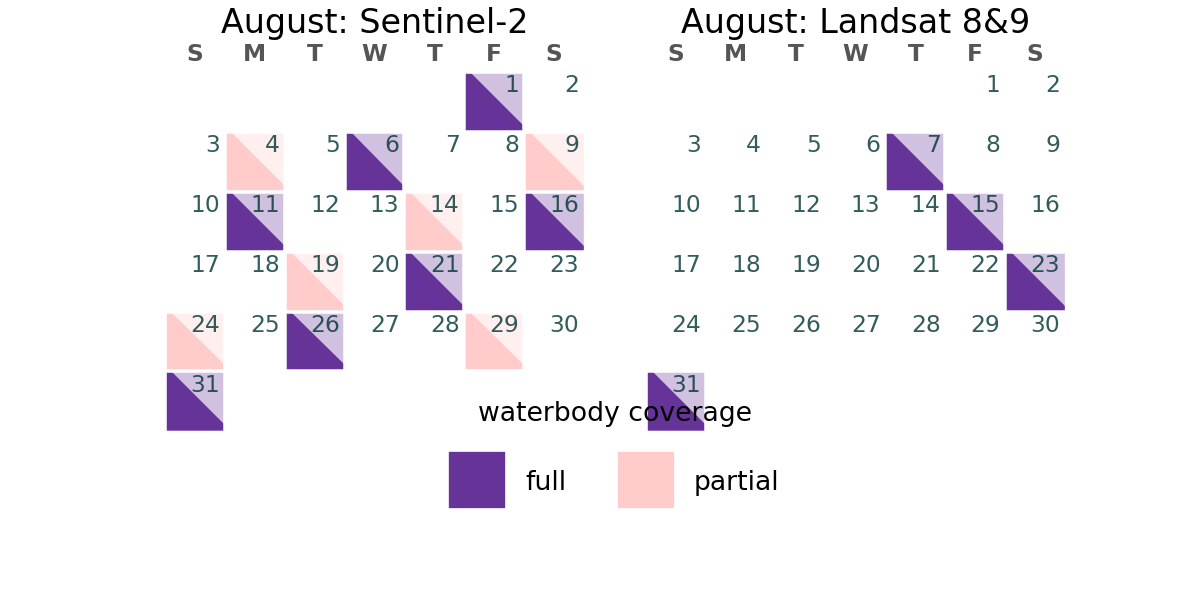 August: Sentinel-2
S M T W T F S
1 2
3 4 5 6 7 8 9
10 11 12 13 14 15 16
17 18 19 20 21 22 23
24 25 26 27 28 29 30
31
August: Landsat 8&9
S M T W T F S
1 2
3 4 5 6 7 8 9
10 11 12 13 14 15 16
17 18 19 20 21 22 23
24 25 26 27 28 29 30
31
waterbody coverage
full partial